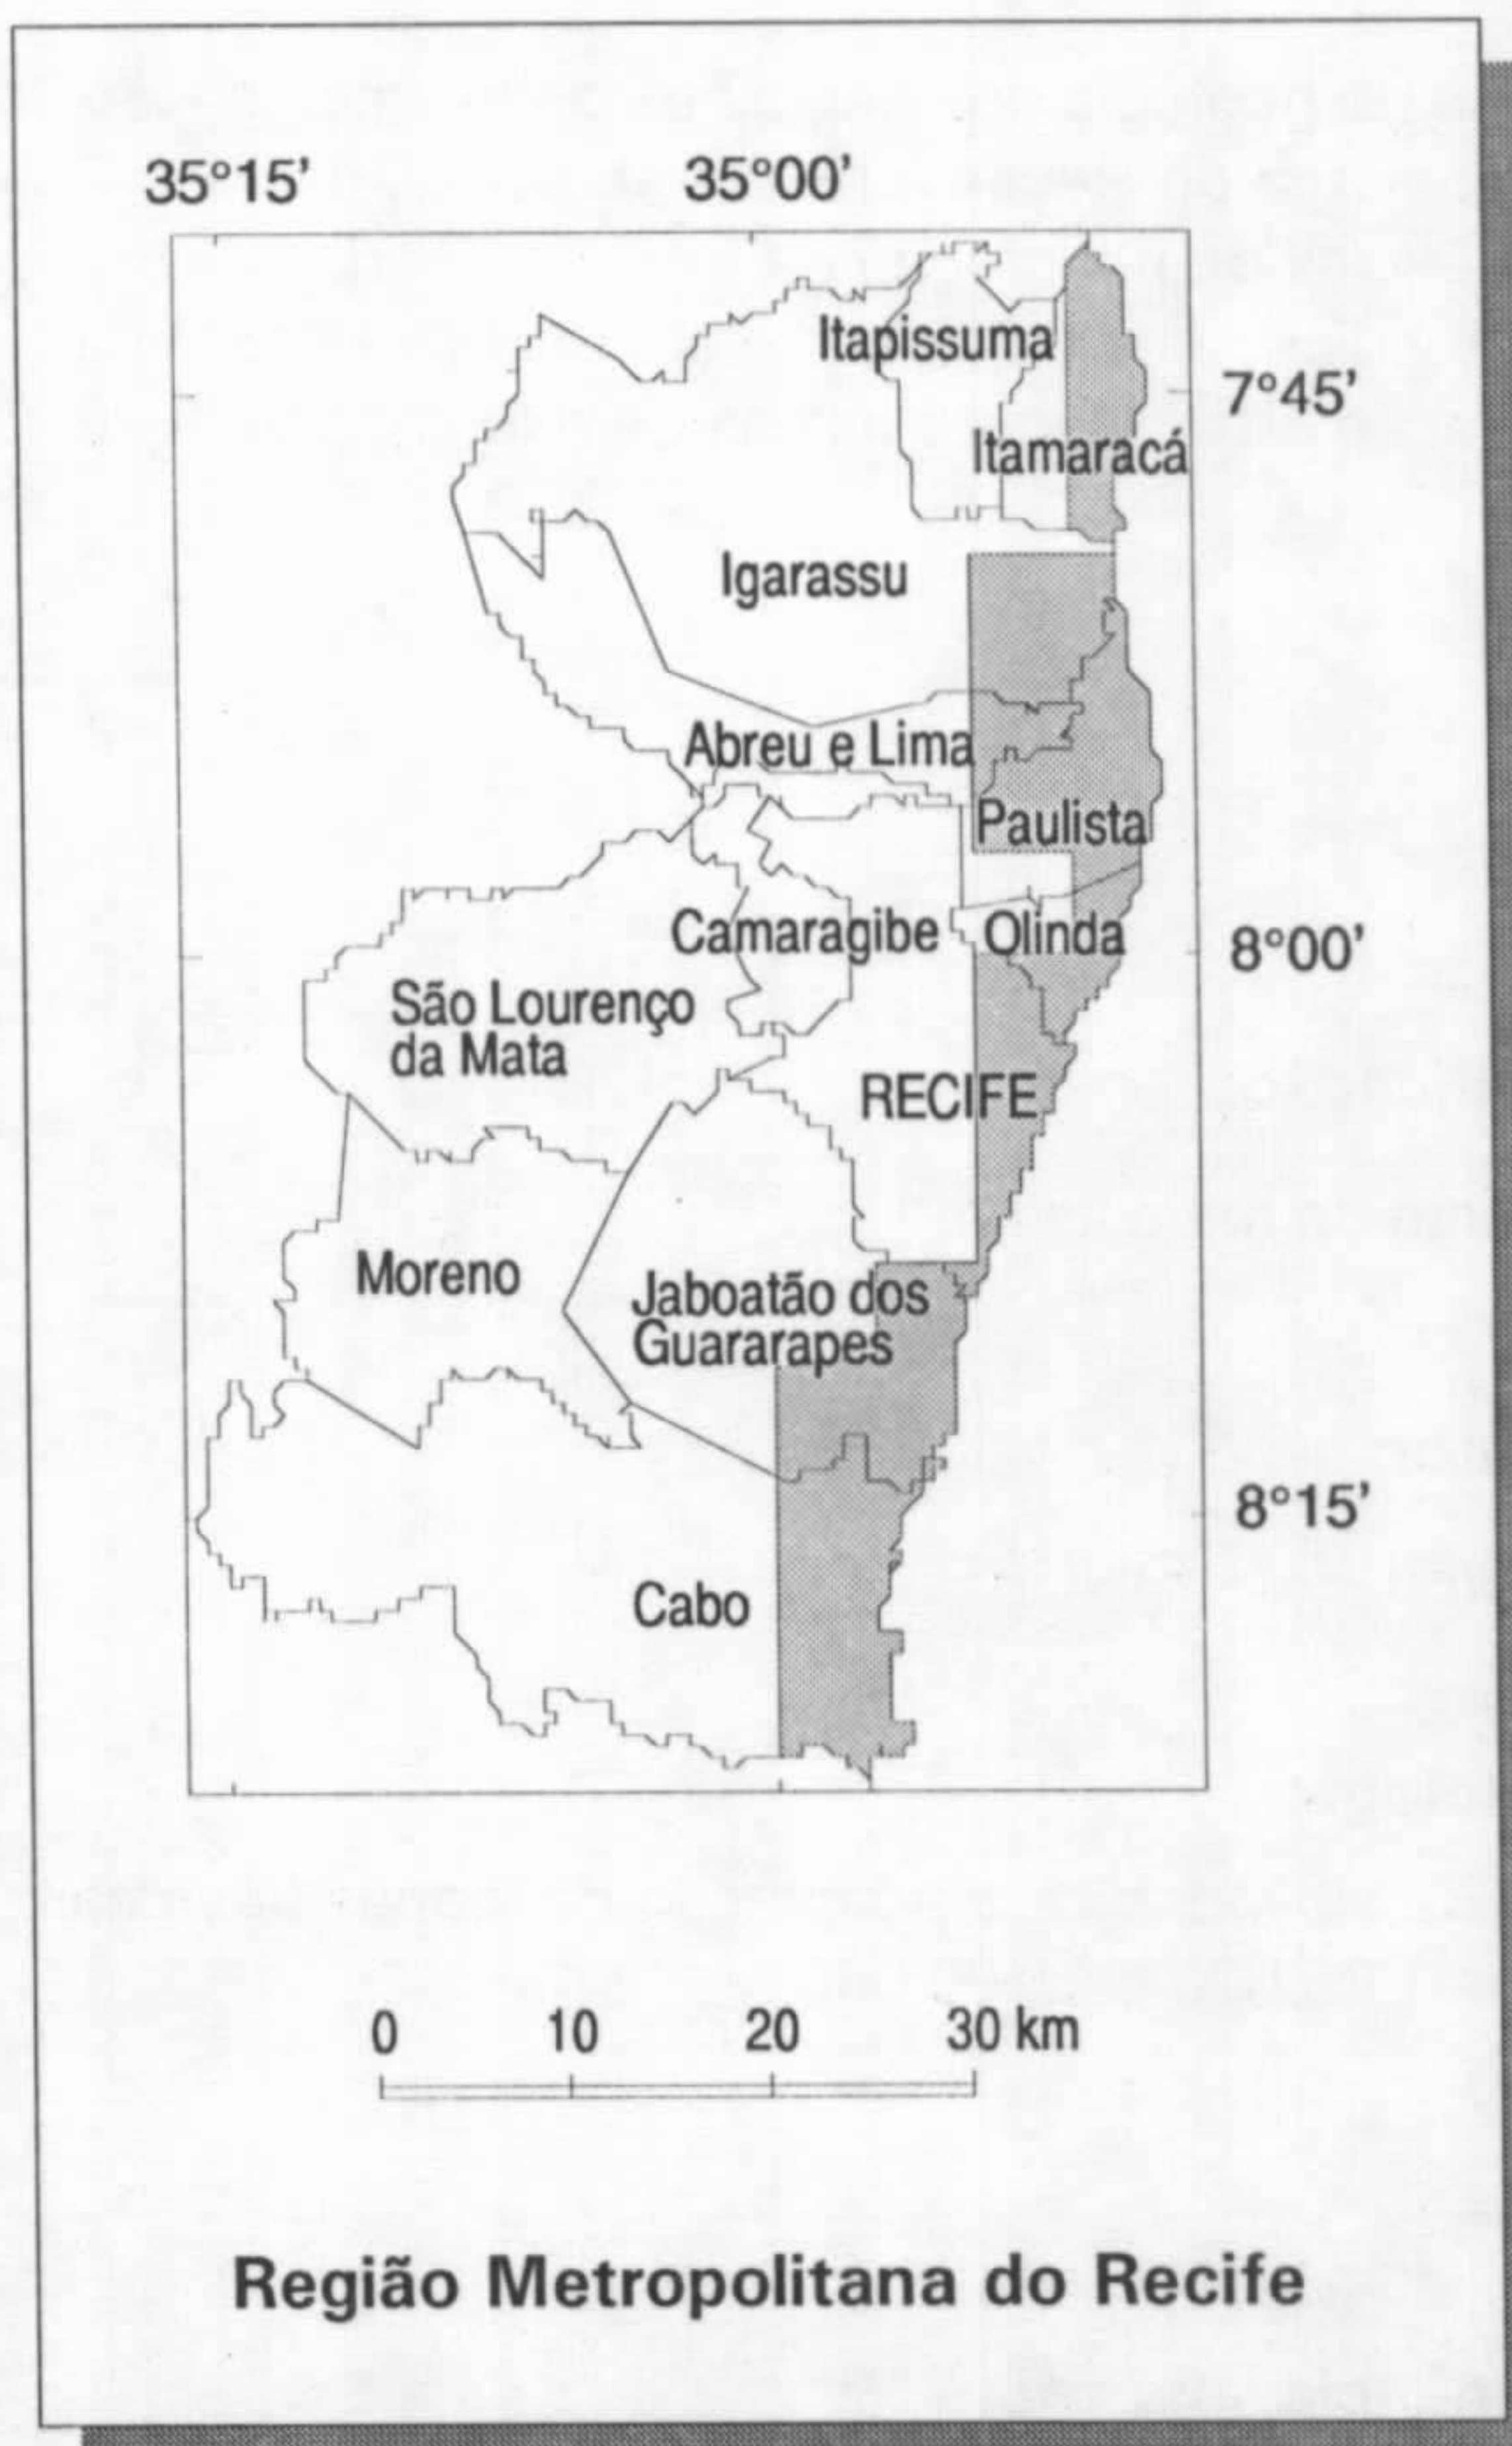 35°15' 35°00'
Itapissuma
7°45'
Itamaracá
Igarassu
Abreu e Lima
Paulista
Camaragibe Olinda
8°00'
São Lourenço
da Mata
RECIFE
Moreno
Jaboatão dos
Guararapes
8°15'
Cabo
0 10 20 30 km
Região Metropolitana do Recife